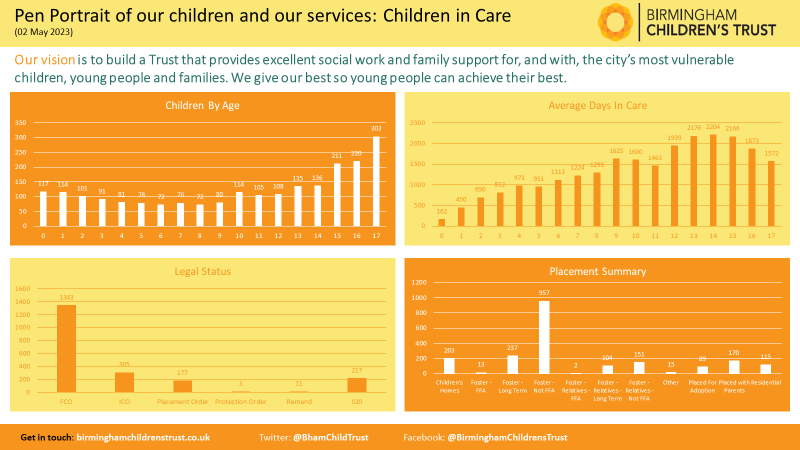 Pen Portrait of our children and our services: Children in Care
(02 May 2023)
BIRMINGHAM
CHILDREN'S TRUST
Our vision is to build a Trust that provides excellent social work and family support for, and with, the city's most vulnerable
children, young people and families. We give our best so young people can achieve their best.
Children By Age
350
300
250
200
150
100
50
0
117 114 101 91 81 76 72 76 72 80 114 105 108 135 136 211 220 303
0 1 2 3 4 5 6 7 8 9 10 11 12 13 14 15 16 17
Average Days In Care
2500
2000
1500
1000
500
0
162 450 690 812 973 951 1113 1224 1623 1600 1463 1939 2176 2204 2166 1873 1572
0 1 2 3 4 5 6 7 8 9 10 11 12 13 14 15 16 17
Legal Status
1600
1400
1200
1000
800
600
400
200
0
1343 305 177 11 217
FCO ICO Placement Order Protection Order Remand S20
Placement Summary
1200
1000
800
600
400
200
0
203 13 237 957 2 104 151 15 89 170 115
Children's Foster - Foster - Foster - Foster - Foster - Foster - Other Placed For Placed with Residential
Homes FFA Long Term Not FFA Relatives - Relatives - Relatives - Adoption Parents
FFA Long Term Not FFA
Get in touch: birminghamchildrenstrust.co.uk Twitter: @BhamChildTrust Facebook: @BirminghamChildrensTrust